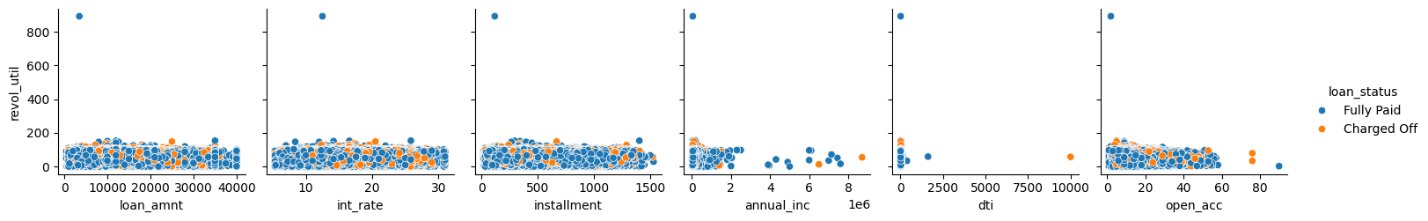 800
600
400
200
0
revol_util
0 10000 20000 30000 40000
loan_amnt
10 20 30
int_rate
0 500 1000 1500
installment
0 2 4 6 8
1e6
annual_inc
0 2500 5000 7500 10000
dti
0 20 40 60 80
open_acc
loan_status
Fully Paid
Charged Off